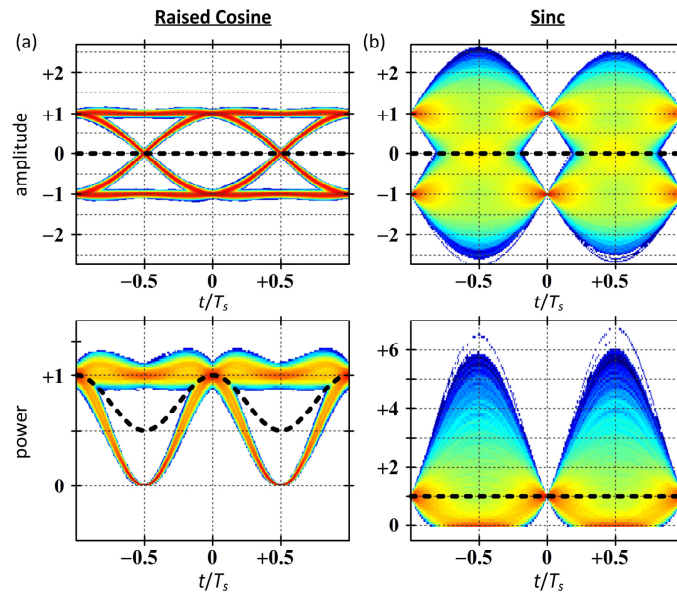 Raised Cosine
Sinc
(a)
(b)
amplitude
+2
+1
0
−1
−2
−0.5 0 +0.5
t/Ts
+2
+1
0
−1
−2
−0.5 0 +0.5
t/Ts
power
+1
0
−0.5 0 +0.5
t/Ts
+6
+4
+2
0
−0.5 0 +0.5
t/Ts